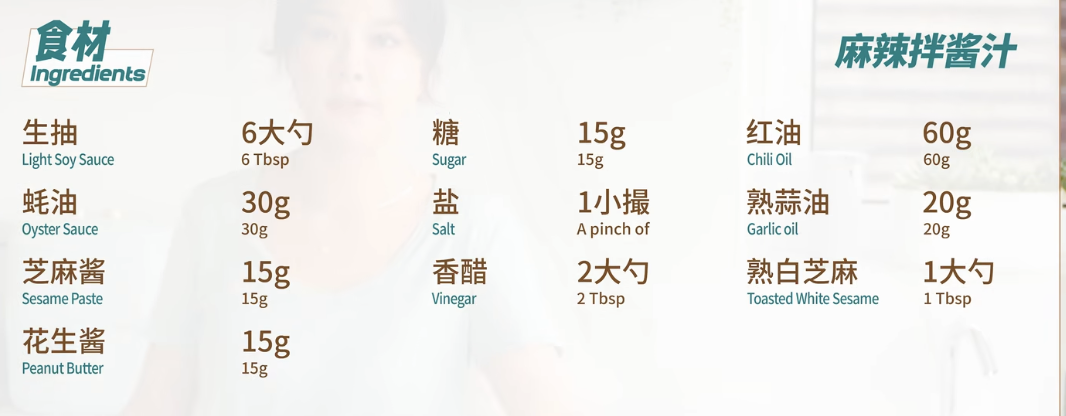 食材
Ingredients
麻辣拌酱汁
生抽 6大勺
Light Soy Sauce 6 Tbsp
蚝油 30g
Oyster Sauce 30g
芝麻酱 15g
Sesame Paste 15g
花生酱 15g
Peanut Butter 15g
糖 15g
Sugar 15g
盐 1小撮
Salt A pinch of
香醋 2大勺
Vinegar 2 Tbsp
红油 60g
Chili Oil 60g
熟蒜油 20g
Garlic oil 20g
熟白芝麻 1大勺
Toasted White Sesame 1 Tbsp